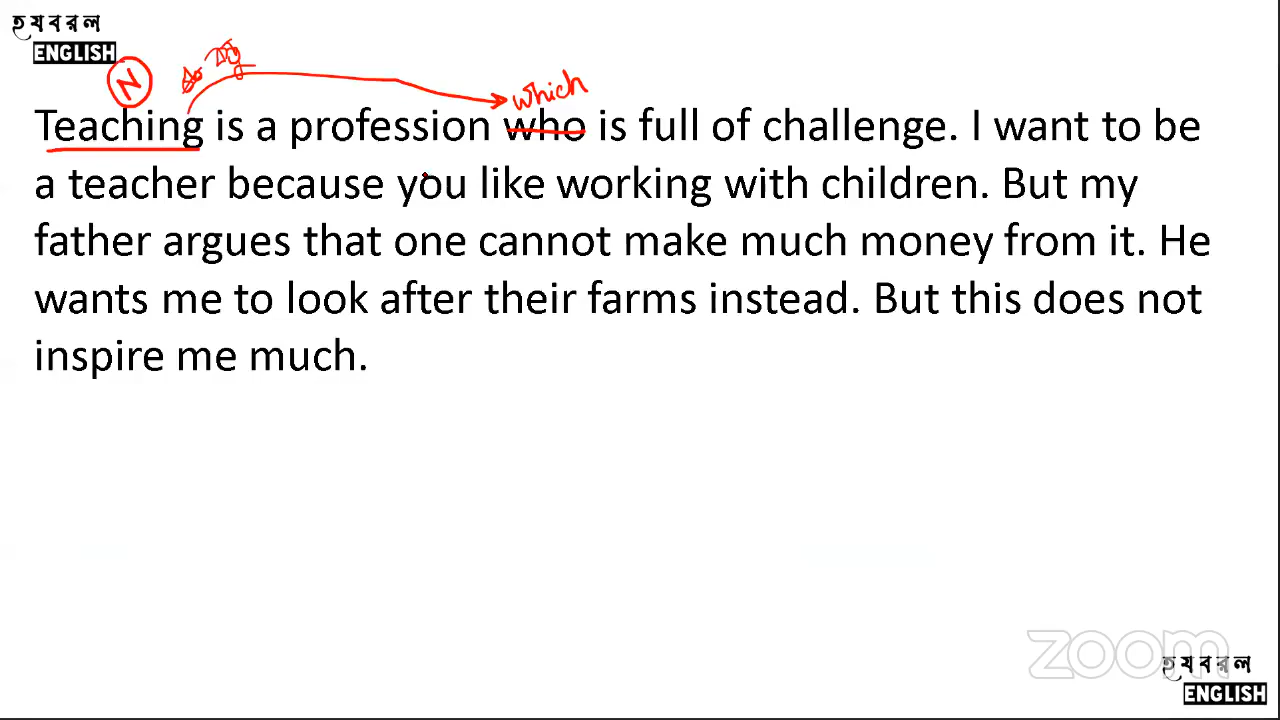 হ য ব র ল
ENGLISH
N
which
Teaching is a profession who is full of challenge. I want to be
a teacher because you like working with children. But my
father argues that one cannot make much money from it. He
wants me to look after their farms instead. But this does not
inspire me much.
zoom
হ য ব র ল
ENGLISH